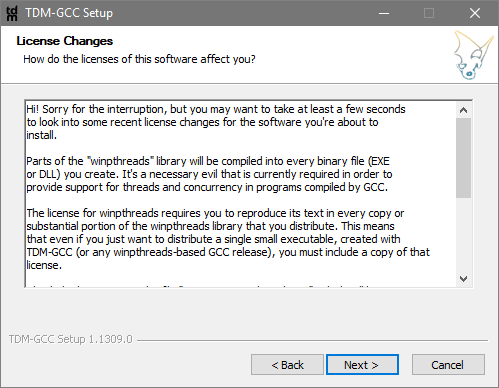 tdm
TDM-GCC Setup
License Changes
How do the licenses of this software affect you?
Hi! Sorry for the interruption, but you may want to take at least a few seconds
to look into some recent license changes for the software you're about to
install.
Parts of the "winpthreads" library will be compiled into every binary file (EXE
or DLL) you create. It's a necessary evil that is currently required in order to
provide support for threads and concurrency in programs compiled by GCC.
The license for winpthreads requires you to reproduce its text in every copy or
substantial portion of the winpthreads library that you distribute. This means
that even if you just want to distribute a single small executable, created with
TDM-GCC (or any winpthreads-based GCC release), you must include a copy of that
license.
TDM-GCC Setup 1.1309.0
< Back
Next >
Cancel